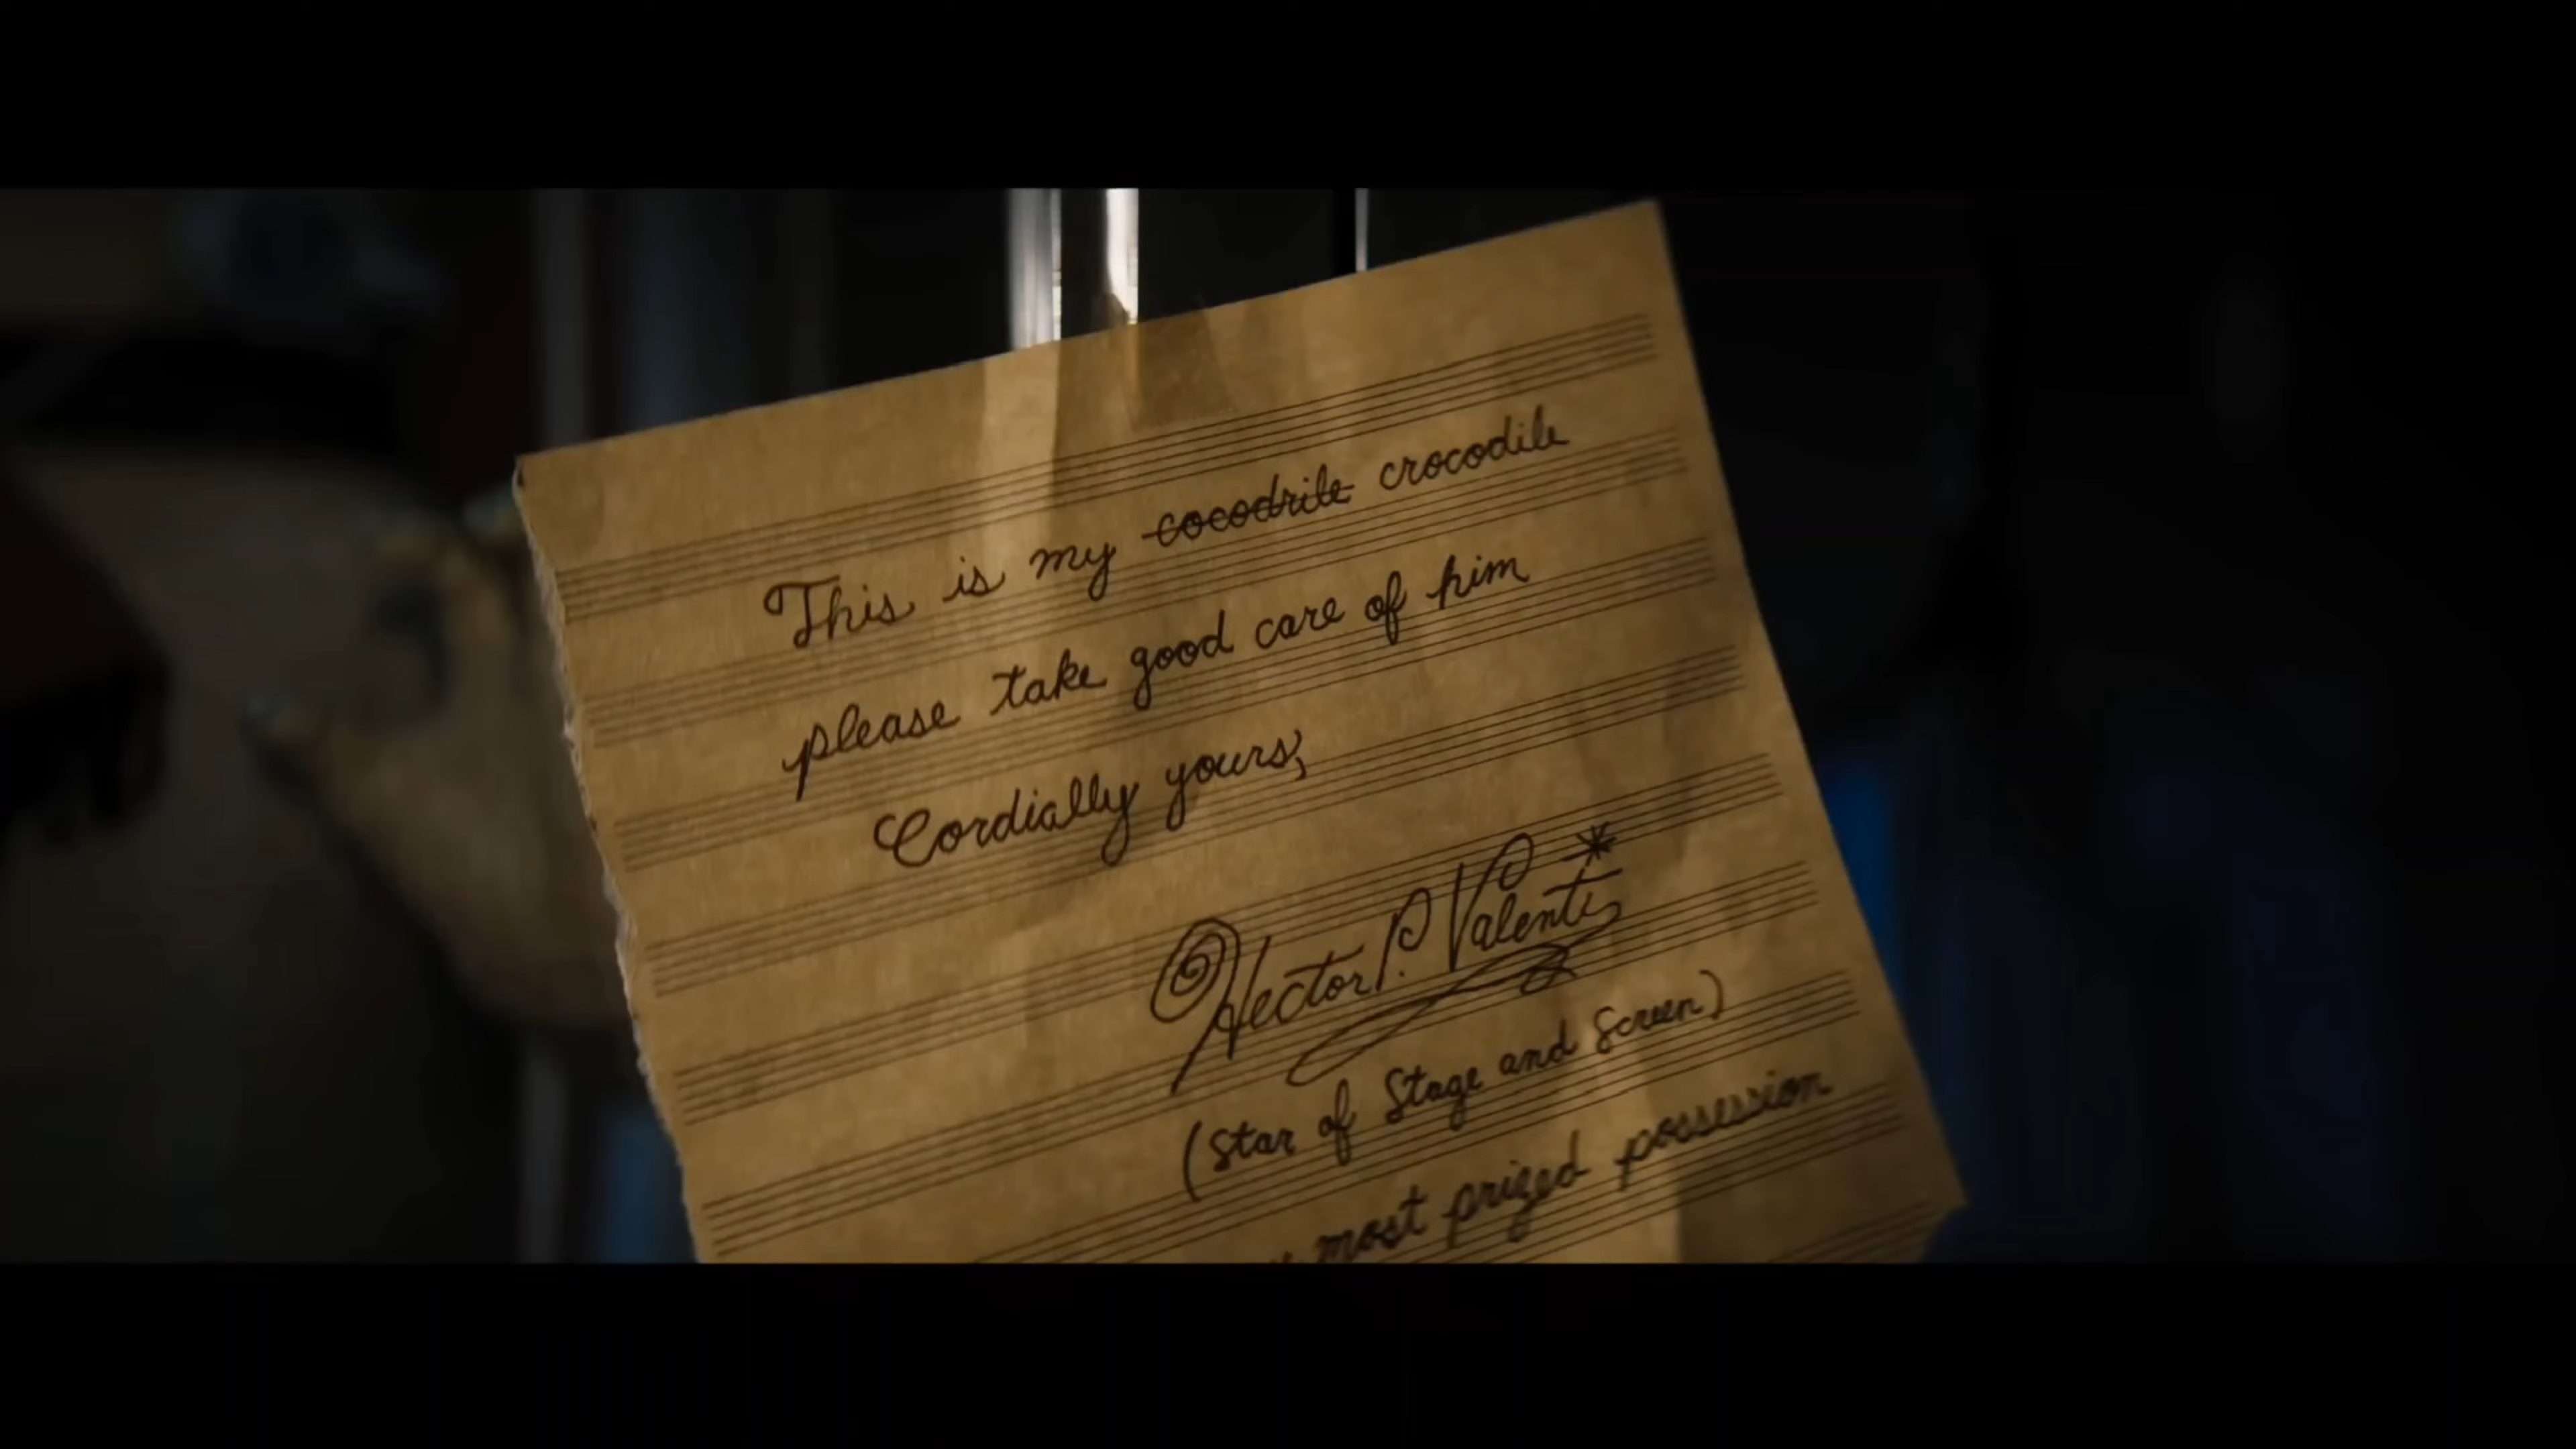 This is my cocodrile crocodile
please take good care of him
Cordially yours,
Hector P. Valenti
(Star of Stage and Screen)
most prized possession